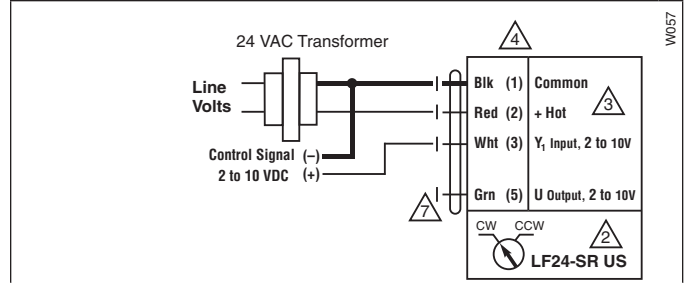 W057
24 VAC Transformer
4
Line
Volts
Blk (1) Common
3
Red (2) + Hot
Wht (3) Y₁ Input, 2 to 10V
Control Signal (–)
2 to 10 VDC (+)
7
Grn (5) U Output, 2 to 10V
CW CCW
2
LF24-SR US